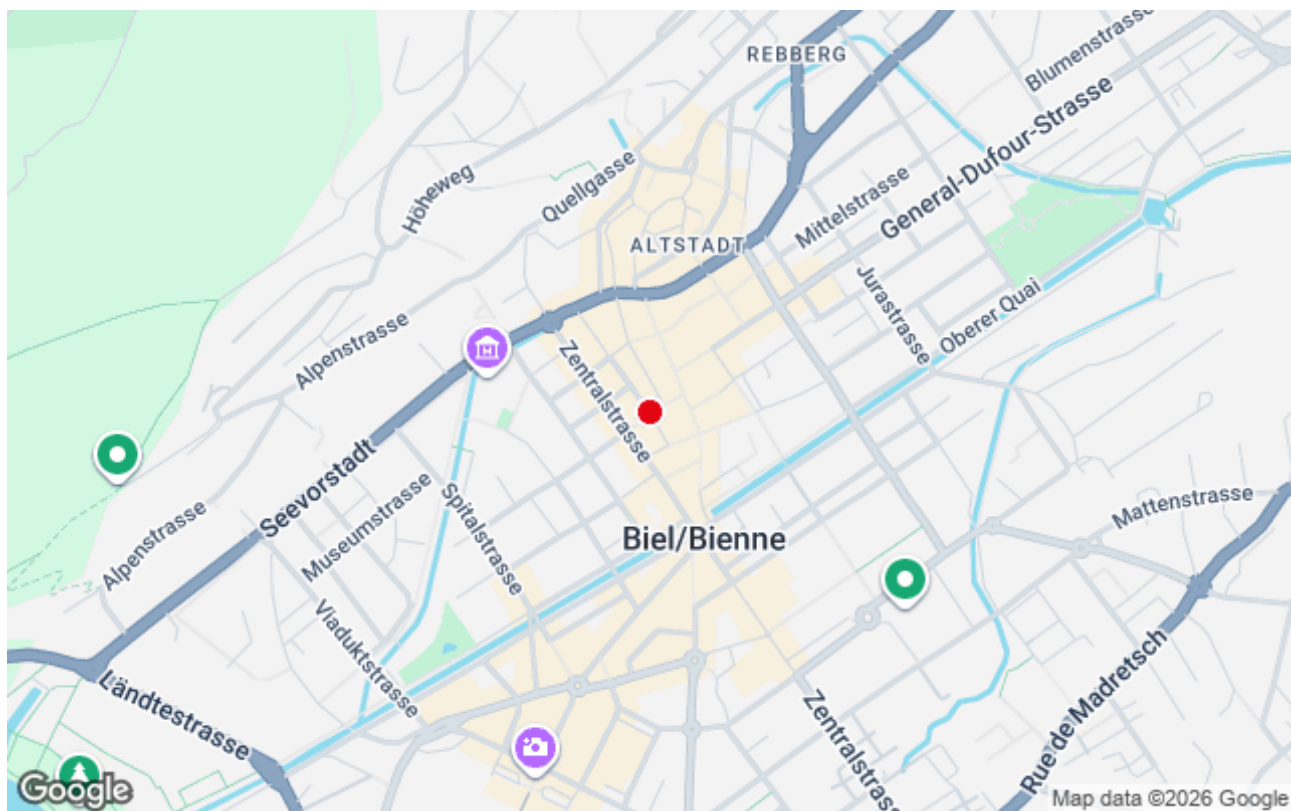 REBBERG
Blumenstrasse
General-Dufour-Strasse
Höheweg
Quellgasse
Mittelstrasse
ALTSTADT
Jurastrasse
Oberer Quai
Alpenstrasse
Zentralstrasse
Seevorstadt
Museumstrasse
Spitalstrasse
Mattenstrasse
Biel/Bienne
Alpenstrasse
Viaduktstrasse
Ländtestrasse
Rue de Madretsch
Zentralstrasse
Google
Map data ©2026 Google